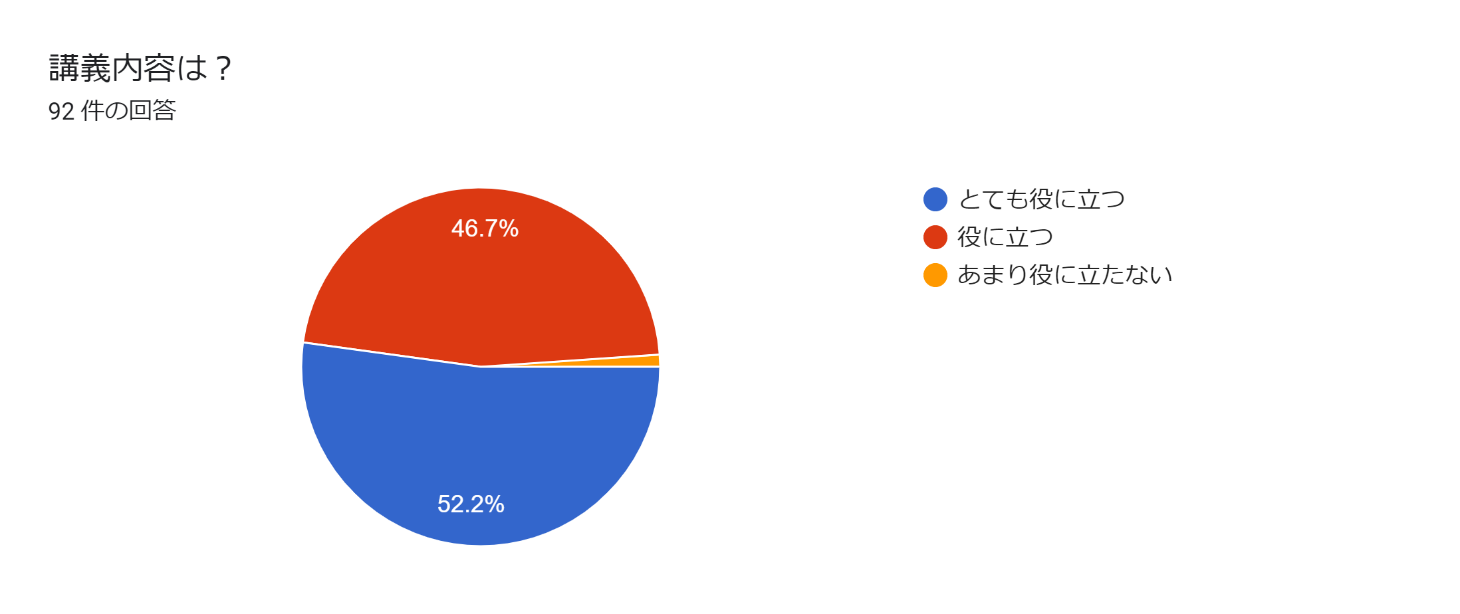 講義内容は？
92 件の回答
46.7%
52.2%
とても役に立つ
役に立つ
あまり役に立たない